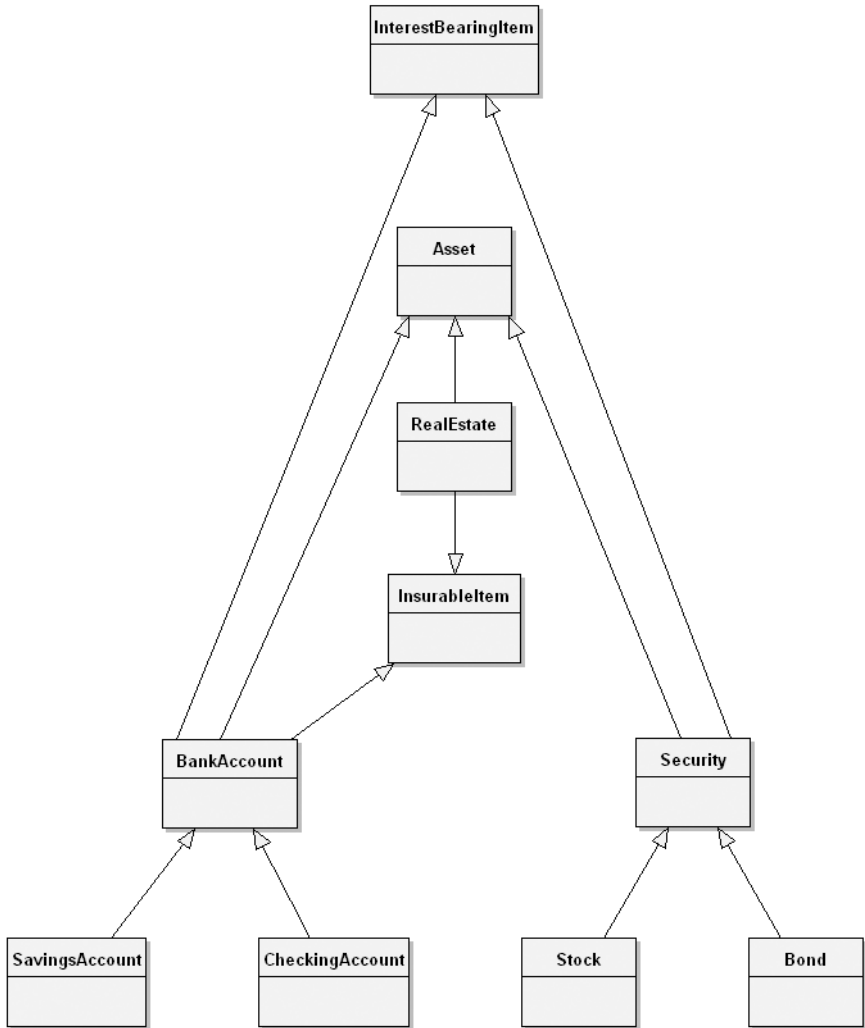 InterestBearingItem
Asset
RealEstate
InsurableItem
BankAccount
Security
SavingsAccount
CheckingAccount
Stock
Bond